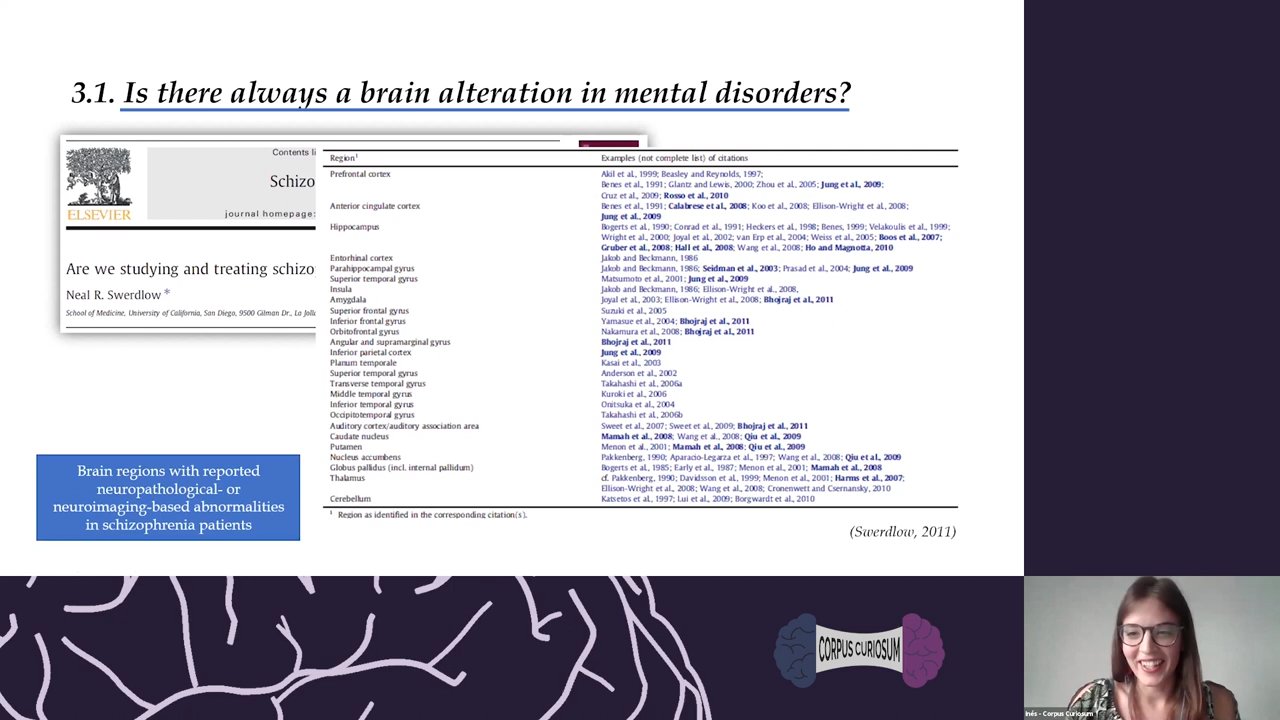 3.1. Is there always a brain alteration in mental disorders?
Contents li
Schizo
journal homepage:
ELSEVIER
Are we studying and treating schizo
Neal R. Swerdlow *
School of Medicine, University of California, San Diego, 9500 Gilman Dr., La Jolla
Region¹ Examples (not complete list) of citations
Prefrontal cortex Akil et al., 1999; Beasley and Reynolds, 1997;
Benes et al., 1991; Glantz and Lewis, 2000; Zhou et al., 2005; Jung et al., 2009;
Cruz et al., 2009; Rosso et al., 2010
Anterior cingulate cortex Benes et al., 1991; Calabrese et al., 2008; Koo et al., 2008; Ellison-Wright et al., 2008;
Jung et al., 2009
Hippocampus Bogerts et al., 1990; Conrad et al., 1991; Heckers et al., 1998; Benes, 1999; Velakoulis et al., 1999;
Wright et al., 2000; Joyal et al., 2002; van Erp et al., 2004; Weiss et al., 2005; Boos et al., 2007;
Gruber et al., 2008; Hall et al., 2008; Wang et al., 2008; Ho and Magnotta, 2010
Entorhinal cortex Jakob and Beckmann, 1986
Parahippocampal gyrus Jakob and Beckmann, 1986; Seidman et al., 2003; Prasad et al., 2004; Jung et al., 2009
Superior temporal gyrus Matsumoto et al., 2001; Jung et al., 2009
Insula Jakob and Beckmann, 1986; Ellison-Wright et al., 2008,
Amygdala Joyal et al., 2003; Ellison-Wright et al., 2008; Bhojraj et al., 2011
Superior frontal gyrus Suzuki et al., 2005
Inferior frontal gyrus Yamasue et al., 2004; Bhojraj et al., 2011
Orbitofrontal gyrus Nakamura et al., 2008; Bhojraj et al., 2011
Angular and supramarginal gyrus Bhojraj et al., 2011
Inferior parietal cortex Jung et al., 2009
Planum temporale Kasai et al., 2003
Superior temporal gyrus Anderson et al., 2002
Transverse temporal gyrus Takahashi et al., 2006a
Middle temporal gyrus Kuroki et al., 2006
Inferior temporal gyrus Onitsuka et al., 2004
Occipitotemporal gyrus Takahashi et al., 2006b
Auditory cortex/auditory association area Sweet et al., 2007; Sweet et al., 2009; Bhojraj et al., 2011
Caudate nucleus Mamah et al., 2008; Wang et al., 2008; Qiu et al., 2009
Putamen Menon et al., 2001; Mamah et al., 2008; Qiu et al., 2009
Nucleus accumbens Pakkenberg, 1990; Aparacio-Legarza et al., 1997; Wang et al., 2008; Qiu et al., 2009
Globus pallidus (incl. internal pallidum) Bogerts et al., 1985; Early et al., 1987; Menon et al., 2001; Mamah et al., 2008
Thalamus cf. Pakkenberg, 1990; Davidsson et al., 1999; Menon et al., 2001; Harms et al., 2007;
Ellison-Wright et al., 2008; Wang et al., 2008; Cronenwett and Csernansky, 2010
Cerebellum Katsetos et al., 1997; Lui et al., 2009; Borgwardt et al., 2010
¹ Region as identified in the corresponding citation(s).
Brain regions with reported
neuropathological- or
neuroimaging-based abnormalities
in schizophrenia patients
(Swerdlow, 2011)
CORPUS CURIOSUM
Inés - Corpus Curiosum